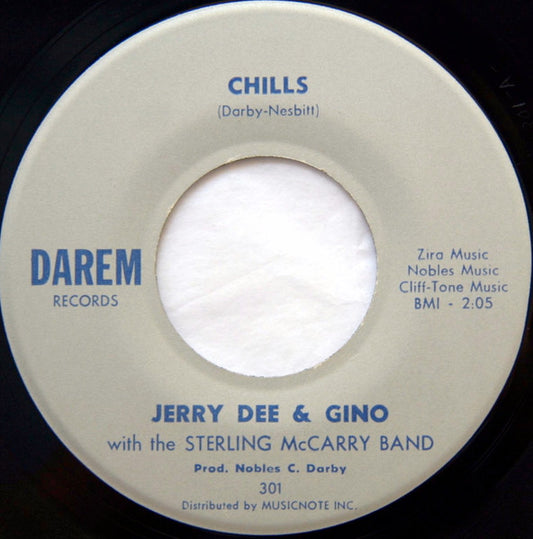 CHILLS
(Darby-Nesbitt)
DAREM
RECORDS
Zira Music
Nobles Music
Cliff-Tone Music
BMI - 2:05
JERRY DEE & GINO
with the STERLING McCARRY BAND
Prod. Nobles C. Darby
301
Distributed by MUSICNOTE INC.